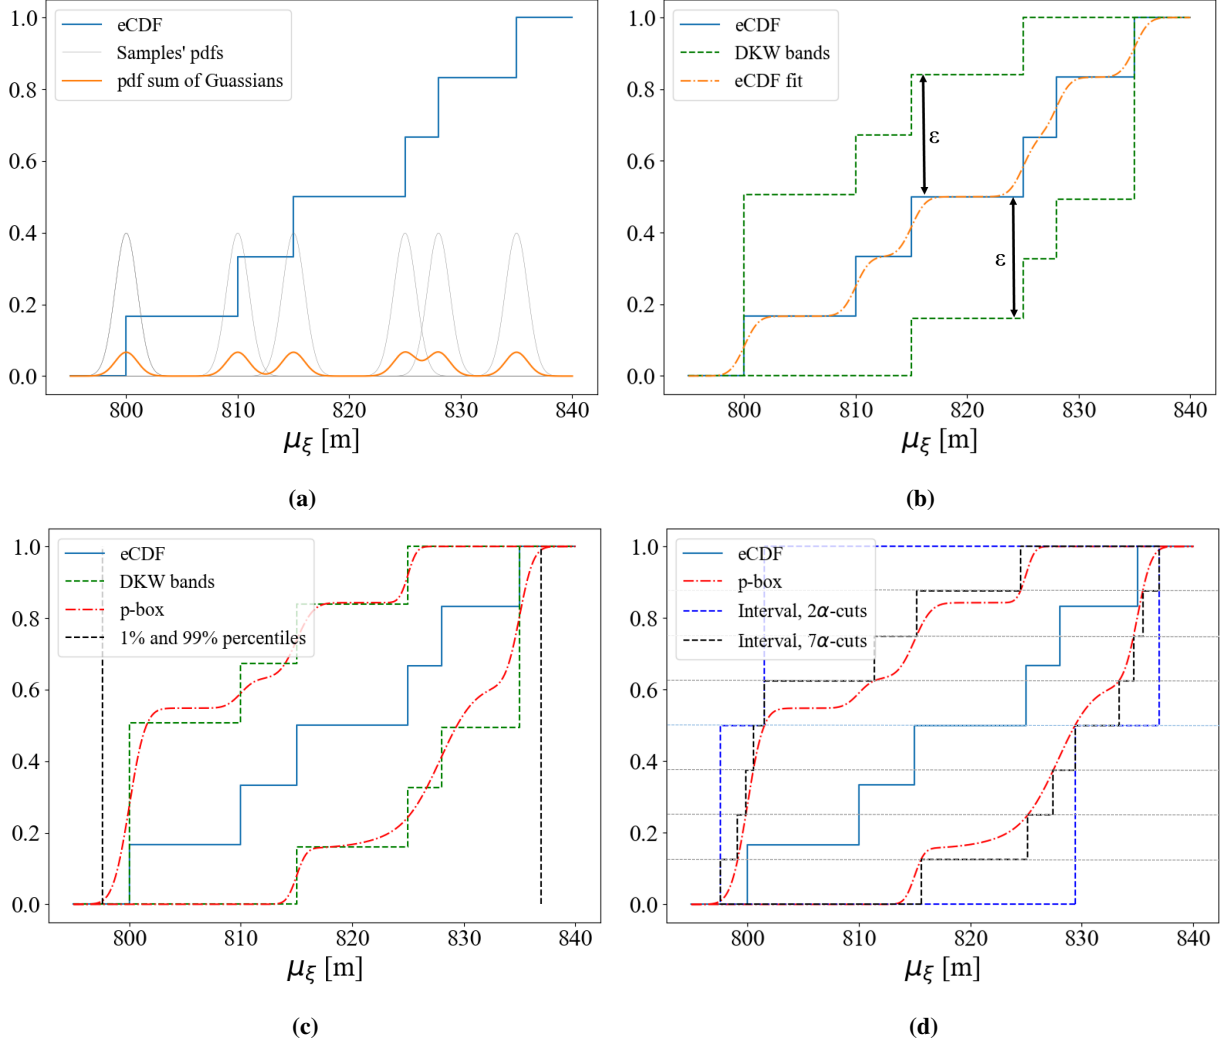 1.0
0.8
0.6
0.4
0.2
0.0
eCDF
Samples' pdfs
pdf sum of Guassians
800 810 820 830 840
μξ [m]
(a)
1.0
0.8
0.6
0.4
0.2
0.0
eCDF
DKW bands
eCDF fit
ε
ε
800 810 820 830 840
μξ [m]
(b)
1.0
0.8
0.6
0.4
0.2
0.0
eCDF
DKW bands
p-box
1% and 99% percentiles
800 810 820 830 840
μξ [m]
(c)
1.0
0.8
0.6
0.4
0.2
0.0
eCDF
p-box
Interval, 2α-cuts
Interval, 7α-cuts
800 810 820 830 840
μξ [m]
(d)